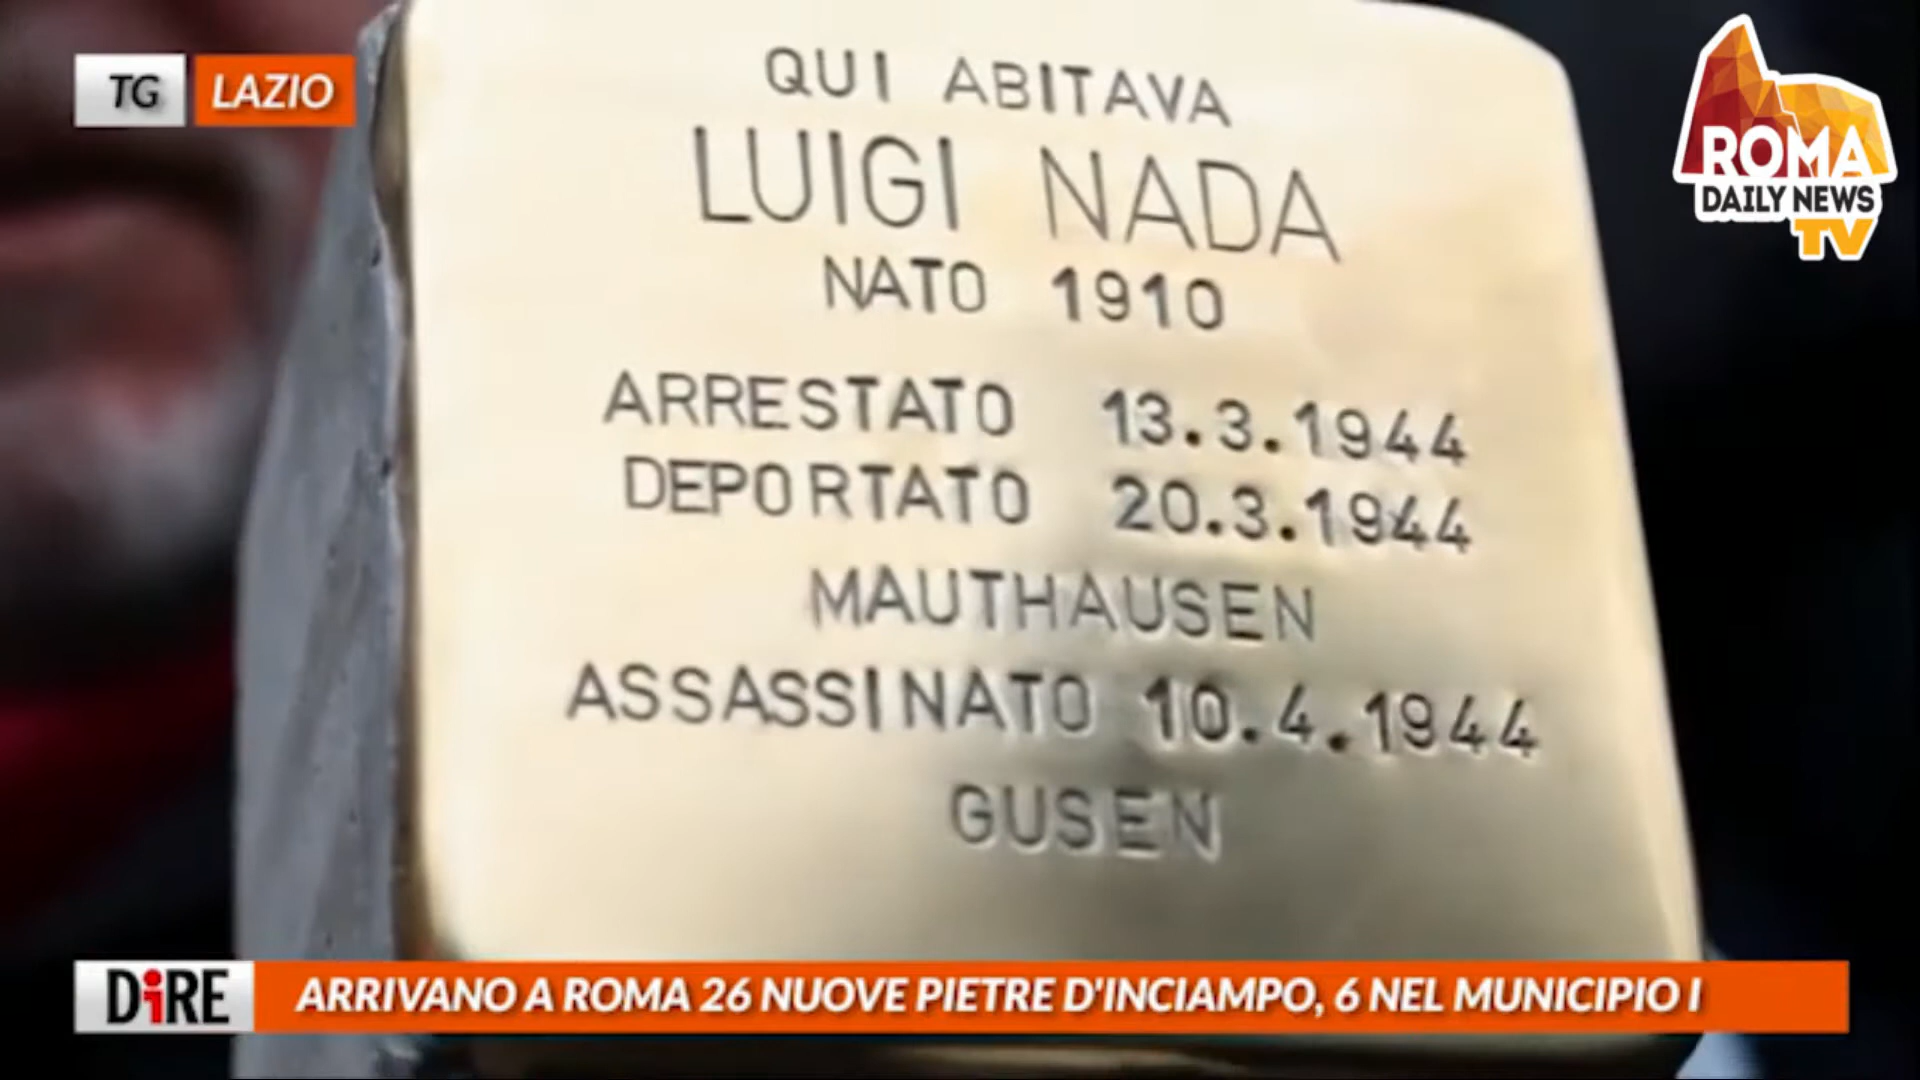 TG LAZIO
ROMA
DAILY NEWS
TV
QUI ABITAVA
LUIGI NADA
NATO 1910
ARRESTATO 13.3.1944
DEPORTATO 20.3.1944
MAUTHAUSEN
ASSASSINATO 10.4.1944
GUSEN
DiRE ARRIVANO A ROMA 26 NUOVE PIETRE D'INCIAMPO, 6 NEL MUNICIPIO I